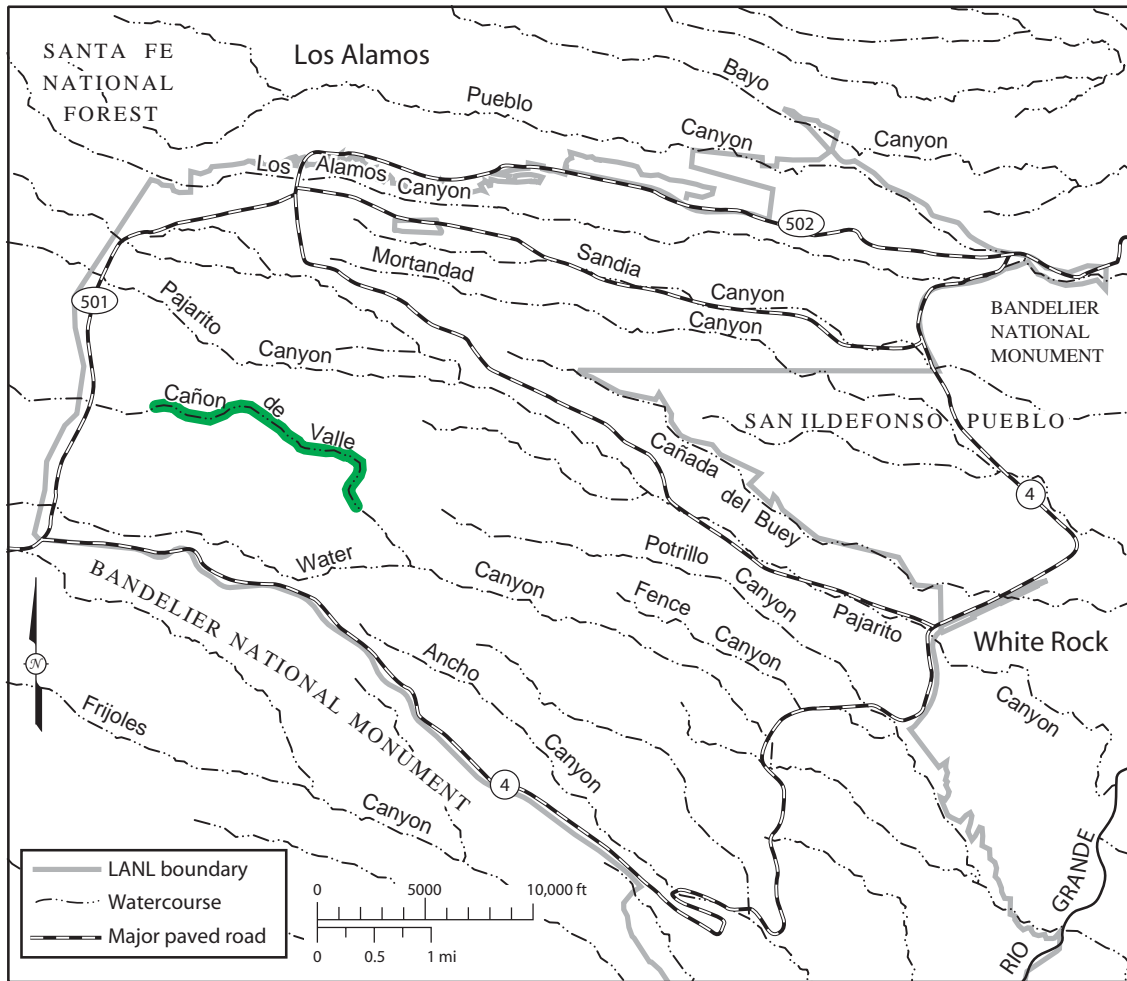 SANTA FE
NATIONAL
FOREST
Los Alamos
Bayo
Pueblo
Canyon
Canyon
Los Alamos Canyon
502
Mortandad
Sandia
Canyon
Canyon
501
Pajarito
Canyon
BANDELIER
NATIONAL
MONUMENT
Cañon de Valle
SAN ILDEFONSO PUEBLO
Cañada del Buey
4
Water
Canyon
Potrillo
Canyon
Fence
Canyon
Pajarito
White Rock
Canyon
BANDELIER NATIONAL MONUMENT
Ancho
Canyon
Frijoles
Canyon
4
N
RIO GRANDE
LANL boundary
Watercourse
Major paved road
0 5000 10,000 ft
0 0.5 1 mi